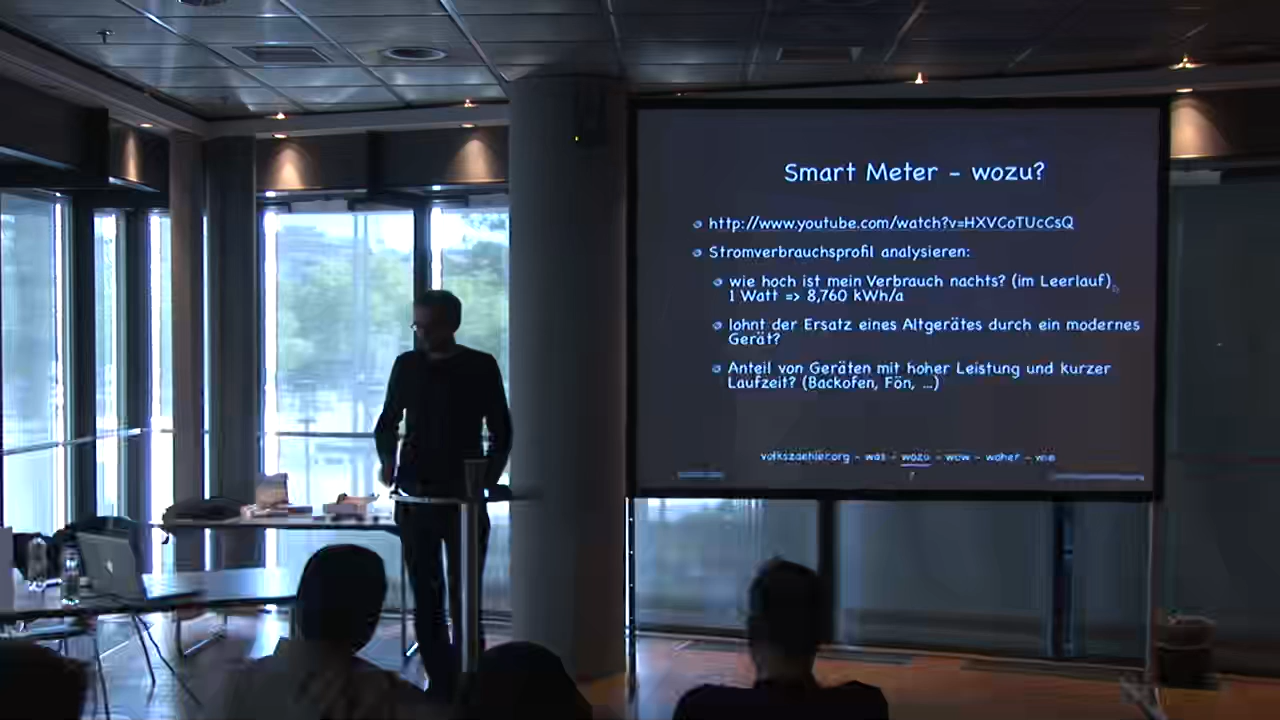 Smart Meter - wozu?
http://www.youtube.com/watch?v=HXVCoTUcCsQ
Stromverbrauchsprofil analysieren:
wie hoch ist mein Verbrauch nachts? (im Leerlauf)
1 Watt => 8,760 kWh/a
lohnt der Ersatz eines Altgerätes durch ein modernes
Gerät?
Anteil von Geräten mit hoher Leistung und kurzer
Laufzeit? (Backofen, Fön, ...)
volkszaehler.org - was - wozu - wow - woher - wie